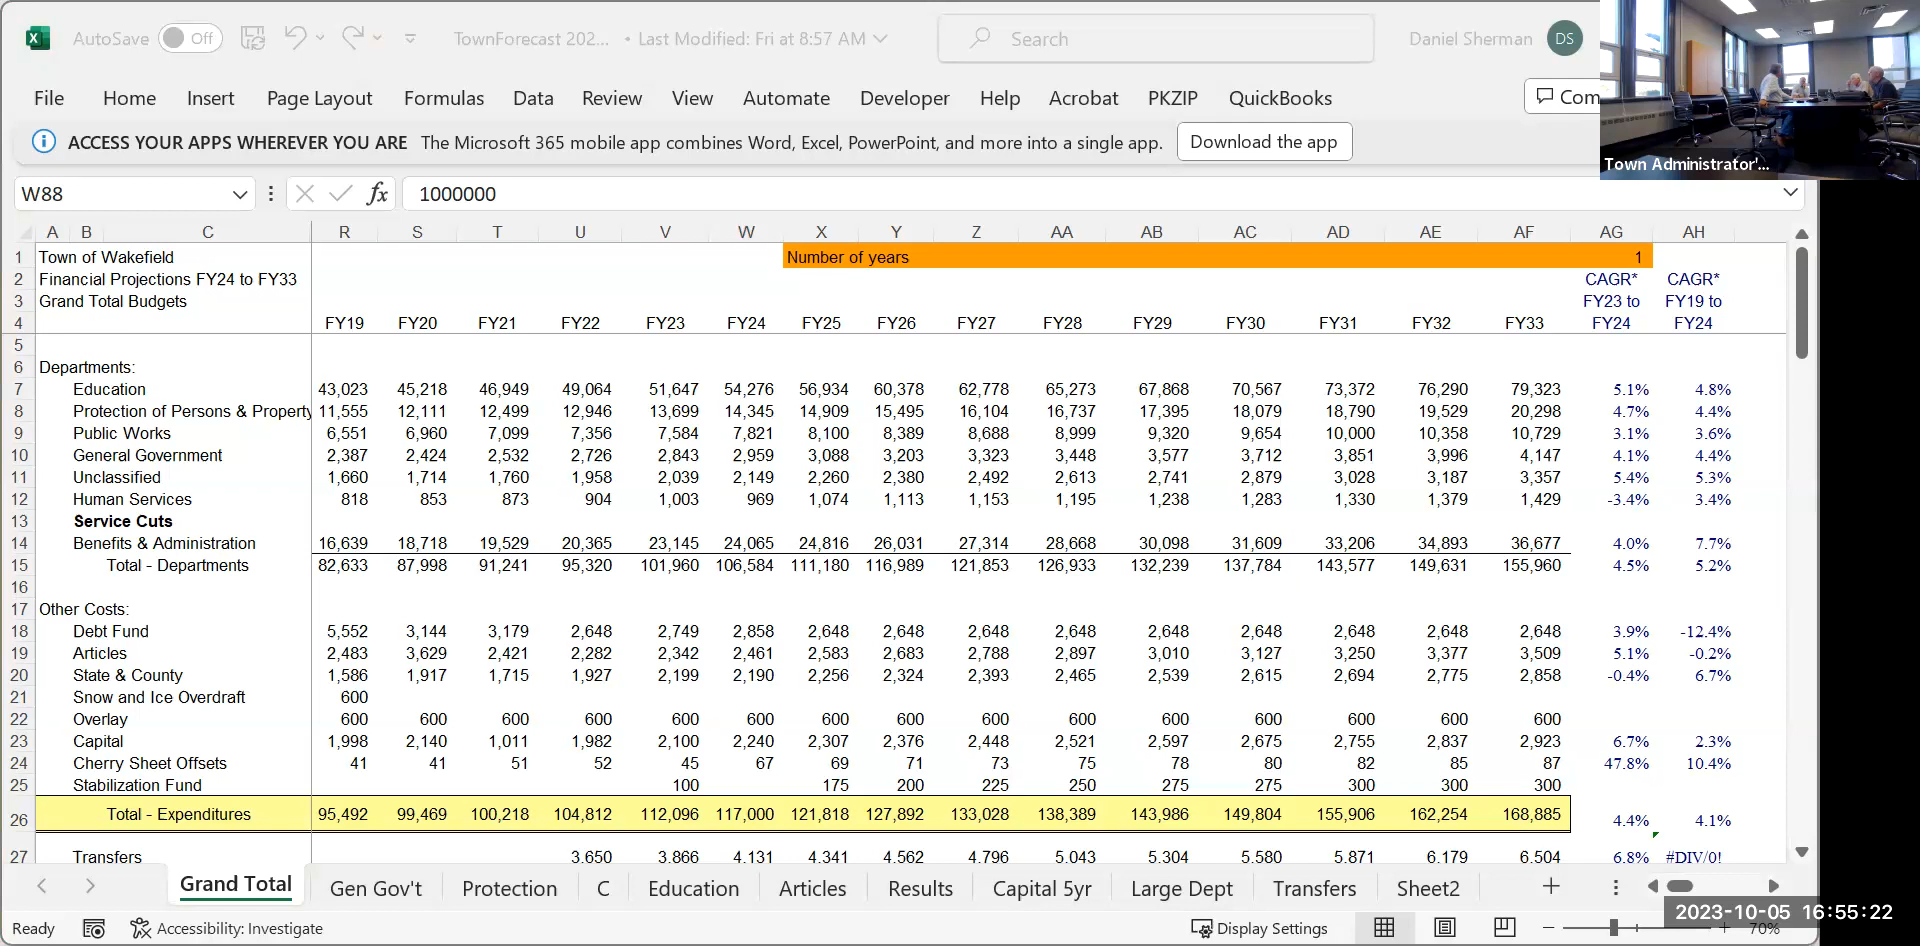 AutoSave Off TownForecast 202... • Last Modified: Fri at 8:57 AM Search Daniel Sherman DS
File Home Insert Page Layout Formulas Data Review View Automate Developer Help Acrobat PKZIP QuickBooks Com
ACCESS YOUR APPS WHEREVER YOU ARE The Microsoft 365 mobile app combines Word, Excel, PowerPoint, and more into a single app. Download the app
Town Administrator'...
W88 fx 1000000
A B C R S T U V W X Y Z AA AB AC AD AE AF AG AH
1 Town of Wakefield Number of years 1
2 Financial Projections FY24 to FY33 CAGR* CAGR*
3 Grand Total Budgets FY23 to FY19 to
4 FY19 FY20 FY21 FY22 FY23 FY24 FY25 FY26 FY27 FY28 FY29 FY30 FY31 FY32 FY33 FY24 FY24
5
6 Departments:
7 Education 43,023 45,218 46,949 49,064 51,647 54,276 56,934 60,378 62,778 65,273 67,868 70,567 73,372 76,290 79,323 5.1% 4.8%
8 Protection of Persons & Property 11,555 12,111 12,499 12,946 13,699 14,345 14,909 15,495 16,104 16,737 17,395 18,079 18,790 19,529 20,298 4.7% 4.4%
9 Public Works 6,551 6,960 7,099 7,356 7,584 7,821 8,100 8,389 8,688 8,999 9,320 9,654 10,000 10,358 10,729 3.1% 3.6%
10 General Government 2,387 2,424 2,532 2,726 2,843 2,959 3,088 3,203 3,323 3,448 3,577 3,712 3,851 3,996 4,147 4.1% 4.4%
11 Unclassified 1,660 1,714 1,760 1,958 2,039 2,149 2,260 2,380 2,492 2,613 2,741 2,879 3,028 3,187 3,357 5.4% 5.3%
12 Human Services 818 853 873 904 1,003 969 1,074 1,113 1,153 1,195 1,238 1,283 1,330 1,379 1,429 -3.4% 3.4%
13 Service Cuts
14 Benefits & Administration 16,639 18,718 19,529 20,365 23,145 24,065 24,816 26,031 27,314 28,668 30,098 31,609 33,206 34,893 36,677 4.0% 7.7%
15 Total - Departments 82,633 87,998 91,241 95,320 101,960 106,584 111,180 116,989 121,853 126,933 132,239 137,784 143,577 149,631 155,960 4.5% 5.2%
16
17 Other Costs:
18 Debt Fund 5,552 3,144 3,179 2,648 2,749 2,858 2,648 2,648 2,648 2,648 2,648 2,648 2,648 2,648 2,648 3.9% -12.4%
19 Articles 2,483 3,629 2,421 2,282 2,342 2,461 2,583 2,683 2,788 2,897 3,010 3,127 3,250 3,377 3,509 5.1% -0.2%
20 State & County 1,586 1,917 1,715 1,927 2,199 2,190 2,256 2,324 2,393 2,465 2,539 2,615 2,694 2,775 2,858 -0.4% 6.7%
21 Snow and Ice Overdraft 600
22 Overlay 600 600 600 600 600 600 600 600 600 600 600 600 600 600 600
23 Capital 1,998 2,140 1,011 1,982 2,100 2,240 2,307 2,376 2,448 2,521 2,597 2,675 2,755 2,837 2,923 6.7% 2.3%
24 Cherry Sheet Offsets 41 41 51 52 45 67 69 71 73 75 78 80 82 85 87 47.8% 10.4%
25 Stabilization Fund 100 175 200 225 250 275 275 300 300 300
26 Total - Expenditures 95,492 99,469 100,218 104,812 112,096 117,000 121,818 127,892 133,028 138,389 143,986 149,804 155,906 162,254 168,885 4.4% 4.1%
27 Transfers 3,650 3,866 4,131 4,341 4,562 4,796 5,043 5,304 5,580 5,871 6,179 6,504 6.8% #DIV/0!
Grand Total Gen Gov't Protection C Education Articles Results Capital 5yr Large Dept Transfers Sheet2
2023-10-05 16:55:22
Ready Accessibility: Investigate Display Settings 70%